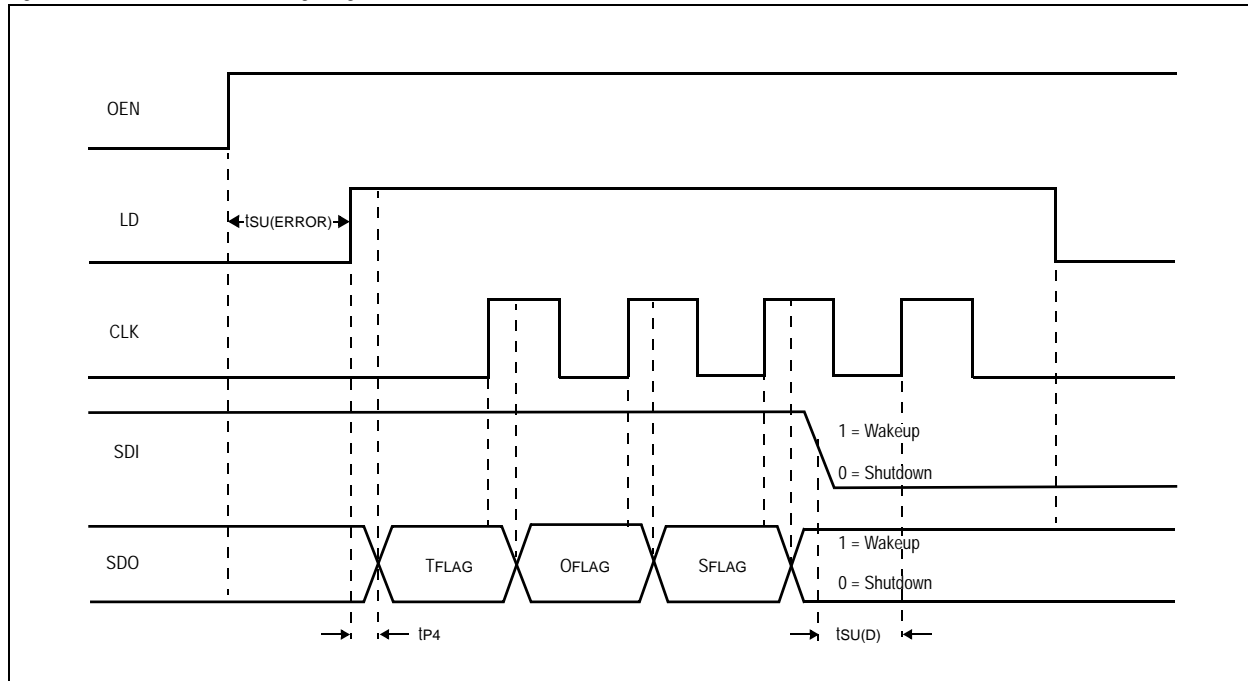 OEN
LD
tSU(ERROR)
CLK
SDI
1 = Wakeup
0 = Shutdown
SDO
TFLAG
OFLAG
SFLAG
1 = Wakeup
0 = Shutdown
tP4
tSU(D)